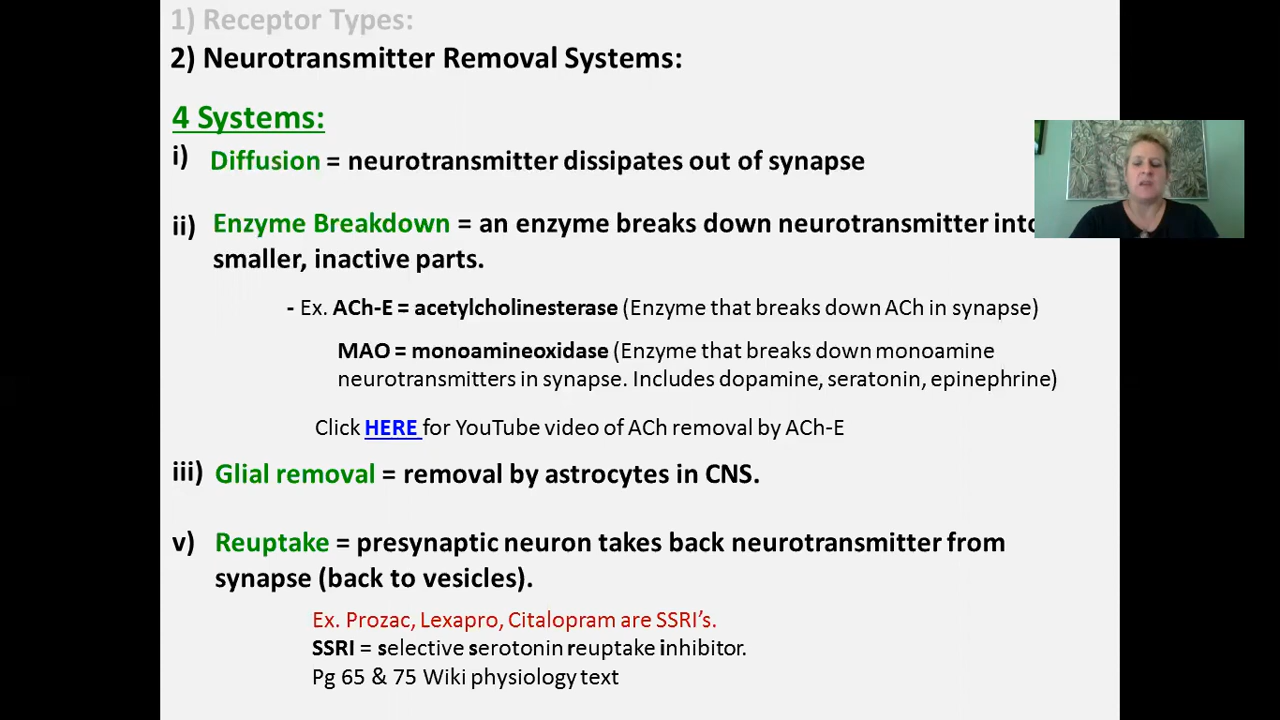 1) Receptor Types:
2) Neurotransmitter Removal Systems:
4 Systems:
i) Diffusion = neurotransmitter dissipates out of synapse
ii) Enzyme Breakdown = an enzyme breaks down neurotransmitter into
smaller, inactive parts.
- Ex. ACh-E = acetylcholinesterase (Enzyme that breaks down ACh in synapse)
MAO = monoamineoxidase (Enzyme that breaks down monoamine
neurotransmitters in synapse. Includes dopamine, seratonin, epinephrine)
Click HERE for YouTube video of ACh removal by ACh-E
iii) Glial removal = removal by astrocytes in CNS.
v) Reuptake = presynaptic neuron takes back neurotransmitter from
synapse (back to vesicles).
Ex. Prozac, Lexapro, Citalopram are SSRI's.
SSRI = selective serotonin reuptake inhibitor.
Pg 65 & 75 Wiki physiology text